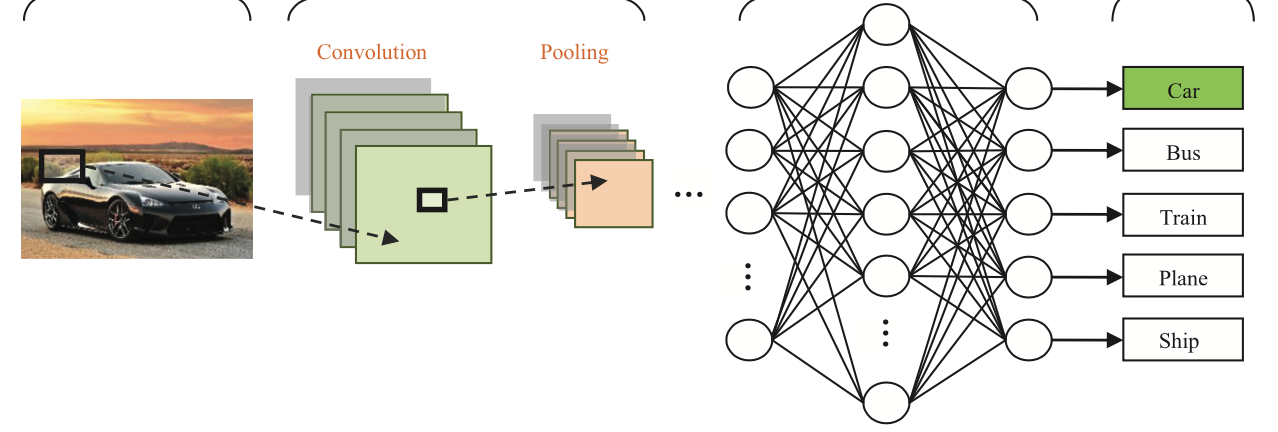 Convolution
Pooling
...
Car
Bus
Train
Plane
Ship